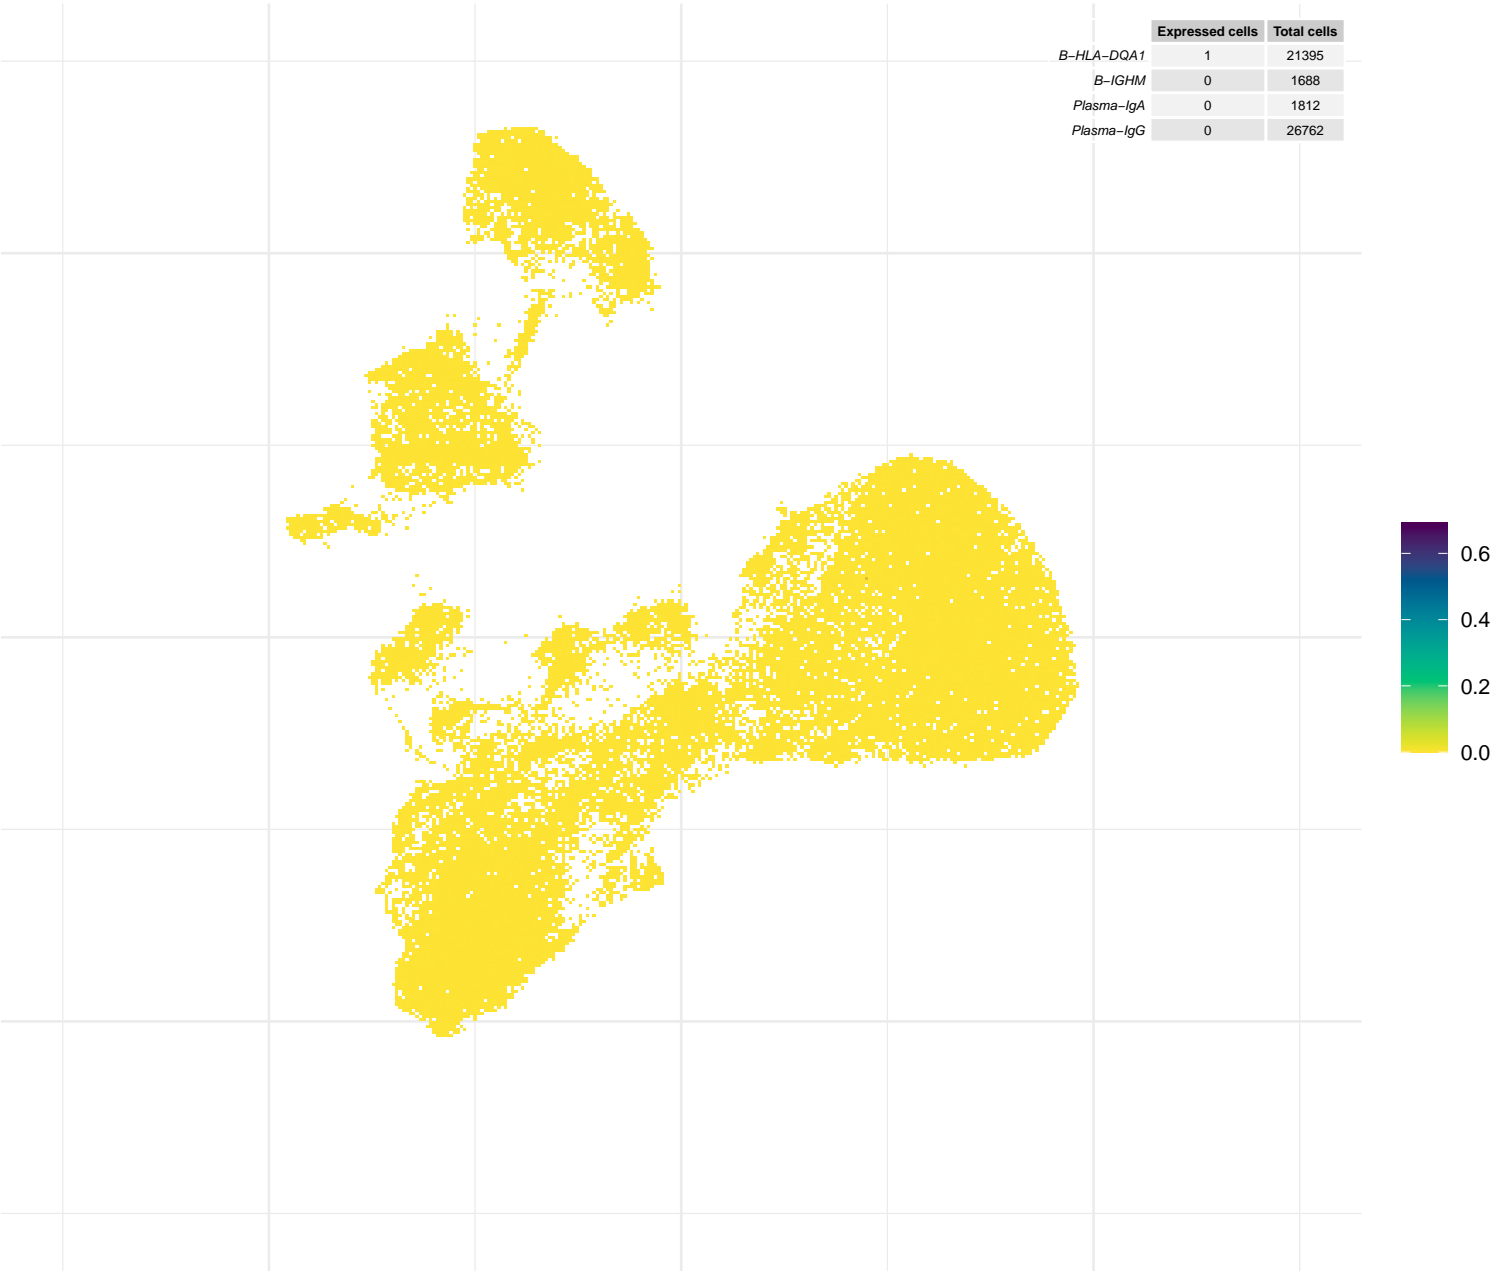 Expressed cells Total cells
B−HLA−DQA1 1 21395
B−IGHM 0 1688
Plasma−IgA 0 1812
Plasma−IgG 0 26762
0.6
0.4
0.2
0.0